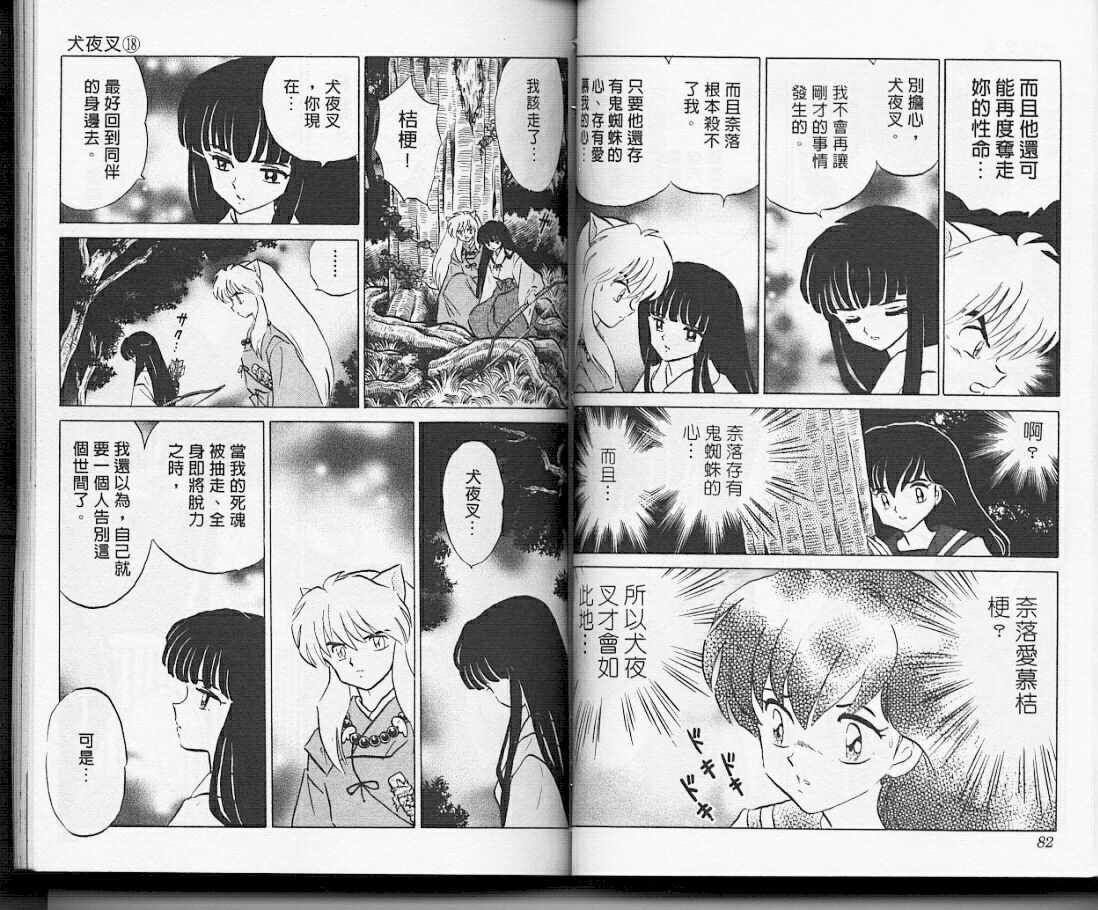 犬夜叉⑱
而且他還可
能再度奪走
妳的性命…
別擔心，
犬夜叉。
我不會再讓
剛才的事情
發生的。
而且奈落
根本殺不
了我。
只要他還存
有鬼蜘蛛的
心、存有愛
慕我的心…
啊？
奈落存有
鬼蜘蛛的
心…
而且…
奈落愛慕桔
梗？
所以犬夜
叉才會如
此地…
ドキ
ドキ
ドキ
82
我該走了…
桔梗！
犬夜叉
，你現
在…
最好回到同伴
的身邊去。
……
サ…
犬夜叉…
當我的死魂
被抽走、全
身即將脫力
之時，
我還以為，自己就
要一個人告別這
個世間了。
可是…